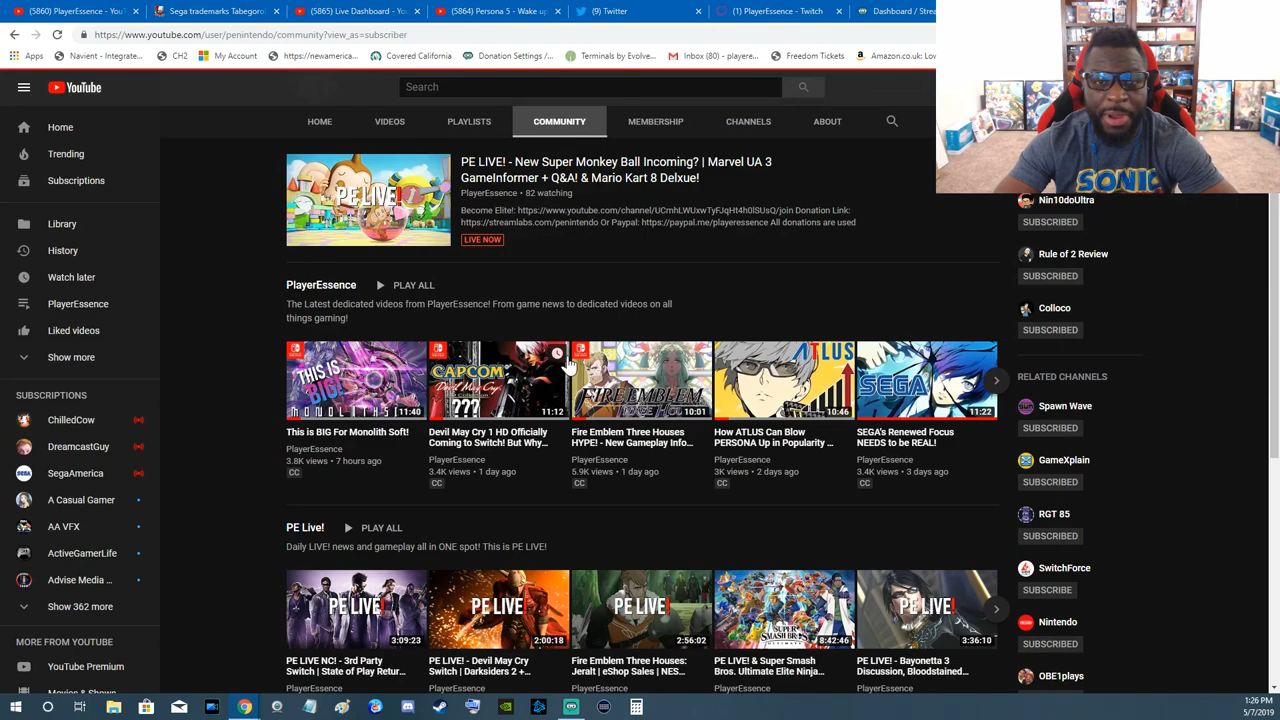 (5860) PlayerEssence - YouT
Sega trademarks Tabegoro!
(5865) Live Dashboard - Yo
(5864) Persona 5 - Wake up
(9) Twitter
(1) PlayerEssence - Twitch
Dashboard / Strea
https://www.youtube.com/user/penintendo/community?view_as=subscriber
Apps
Navient - Integrate...
CH2
My Account
https://newamerica...
Covered California
Donation Settings /...
Terminals by Evolve...
Inbox (80) - playere...
Freedom Tickets
Amazon.co.uk: Low
YouTube
Search
HOME
VIDEOS
PLAYLISTS
COMMUNITY
MEMBERSHIP
CHANNELS
ABOUT
Home
Trending
Subscriptions
Library
History
Watch later
PlayerEssence
Liked videos
Show more
SUBSCRIPTIONS
ChilledCow
DreamcastGuy
SegaAmerica
A Casual Gamer
AA VFX
ActiveGamerLife
Advise Media ...
Show 362 more
MORE FROM YOUTUBE
YouTube Premium
Movies & Shows
PE LIVE!
PE LIVE! - New Super Monkey Ball Incoming? | Marvel UA 3
GameInformer + Q&A! & Mario Kart 8 Delxue!
PlayerEssence • 82 watching
Become Elite!: https://www.youtube.com/channel/UCmhLWUxwTyFJqHt4h0lSUsQ/join Donation Link:
https://streamlabs.com/penintendo Or Paypal: https://paypal.me/playeressence All donations are used
LIVE NOW
PlayerEssence
PLAY ALL
The Latest dedicated videos from PlayerEssence! From game news to dedicated videos on all
things gaming!
THIS IS
BIG!
MONOLITHS!
11:40
CAPCOM
Devil May Cry
???
11:12
FIRE EMBLEM
THREE HOUSES
10:01
ATLUS
10:46
SEGA
11:22
This is BIG For Monolith Soft!
PlayerEssence
3.8K views • 7 hours ago
CC
Devil May Cry 1 HD Officially
Coming to Switch! But Why...
PlayerEssence
3.4K views • 1 day ago
CC
Fire Emblem Three Houses
HYPE! - New Gameplay Info...
PlayerEssence
5.9K views • 1 day ago
CC
How ATLUS Can Blow
PERSONA Up in Popularity ...
PlayerEssence
3K views • 2 days ago
CC
SEGA's Renewed Focus
NEEDS to be REAL!
PlayerEssence
3.4K views • 3 days ago
CC
PE Live!
PLAY ALL
Daily LIVE! news and gameplay all in ONE spot! This is PE LIVE!
PE LIVE!
3:09:23
PE LIVE!
2:00:18
PE LIVE!
2:56:02
PE LIVE!
SUPER
SMASH BROS.
8:42:46
PE LIVE!
3:36:10
PE LIVE NC! - 3rd Party
Switch | State of Play Retur...
PlayerEssence
PE LIVE! - Devil May Cry
Switch | Darksiders 2 +...
PlayerEssence
Fire Emblem Three Houses:
Jeralt | eShop Sales | NES...
PlayerEssence
PE LIVE! & Super Smash
Bros. Ultimate Elite Ninja...
PlayerEssence
PE LIVE! - Bayonetta 3
Discussion, Bloodstained...
PlayerEssence
SONIC
Nin10doUltra
SUBSCRIBED
Rule of 2 Review
SUBSCRIBED
Colloco
SUBSCRIBED
RELATED CHANNELS
Spawn Wave
SUBSCRIBED
GameXplain
SUBSCRIBED
RGT 85
SUBSCRIBED
SwitchForce
SUBSCRIBE
Nintendo
SUBSCRIBED
OBE1plays
1:26 PM
5/7/2019